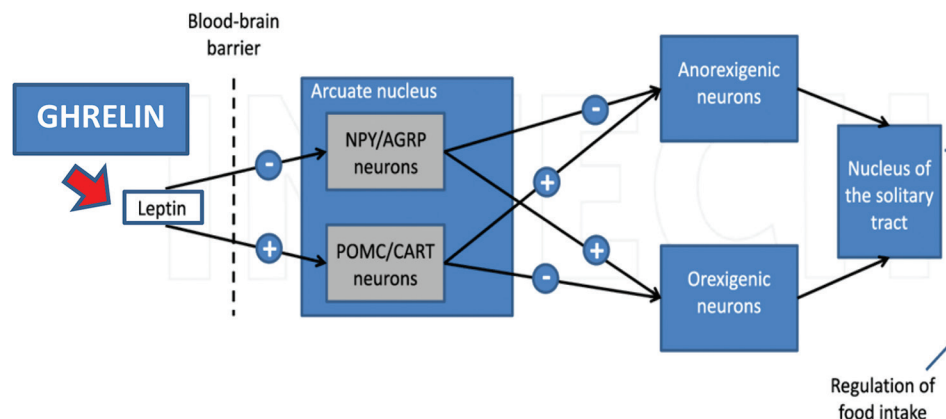 Blood-brain
barrier
GHRELIN
Leptin
-
+
Arcuate nucleus
NPY/AGRP
neurons
POMC/CART
neurons
-
+
+
-
Anorexigenic
neurons
Orexigenic
neurons
Nucleus of
the solitary
tract
Regulation of
food intake